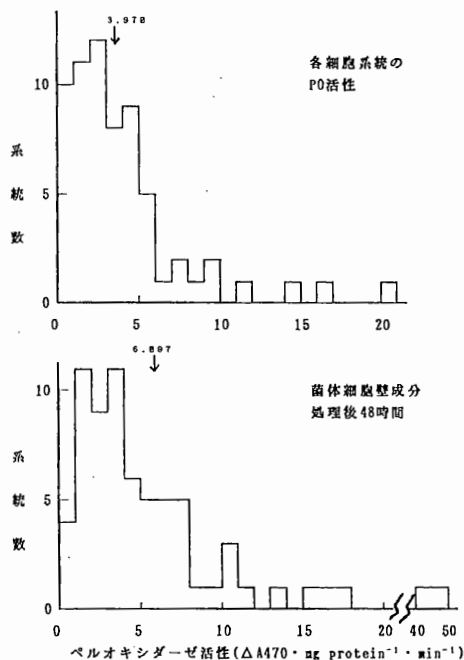 3.970
各細胞系統の
PO活性
10
系
統
数
5
0
0 5 10 15 20
6.897
菌体細胞壁成分
処理後48時間
10
系
統
数
5
0
0 5 10 15 20 40 50
ペルオキシダーゼ活性(ΔA470・mg protein⁻¹・min⁻¹)